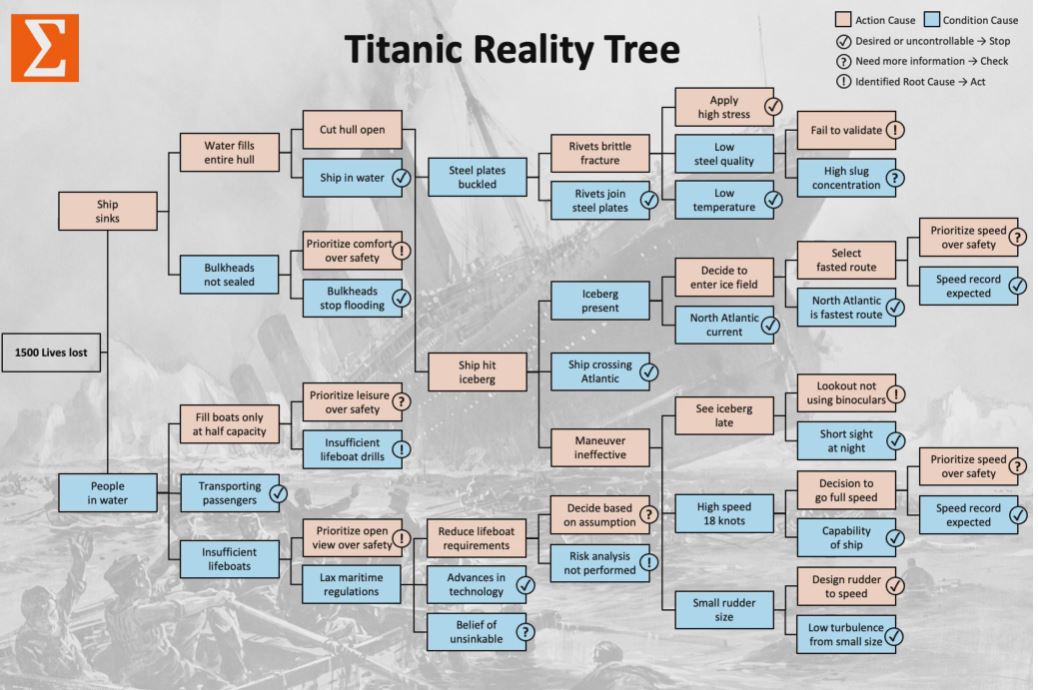 Σ
Titanic Reality Tree
Action Cause
Condition Cause
Desired or uncontrollable → Stop
? Need more information → Check
! Identified Root Cause → Act
1500 Lives lost
Ship
sinks
People
in water
Water fills
entire hull
Bulkheads
not sealed
Fill boats only
at half capacity
Transporting
passengers
Insufficient
lifeboats
Cut hull open
Ship in water
Prioritize comfort
over safety !
Bulkheads
stop flooding
Prioritize leisure
over safety ?
Insufficient
lifeboat drills !
Prioritize open
view over safety !
Lax maritime
regulations
Steel plates
buckled
Ship hit
iceberg
Reduce lifeboat
requirements
Advances in
technology
Belief of
unsinkable ?
Rivets brittle
fracture
Rivets join
steel plates
Iceberg
present
Ship crossing
Atlantic
Maneuver
ineffective
Decide based
on assumption ?
Risk analysis
not performed !
Apply
high stress
Low
steel quality
Low
temperature
Decide to
enter ice field
North Atlantic
current
See iceberg
late
High speed
18 knots
Small rudder
size
Fail to validate !
High slug
concentration ?
Select
fasted route
North Atlantic
is fastest route
Lookout not
using binoculars !
Short sight
at night
Decision to
go full speed
Capability
of ship
Design rudder
to speed
Low turbulence
from small size
Prioritize speed
over safety ?
Speed record
expected
Prioritize speed
over safety ?
Speed record
expected